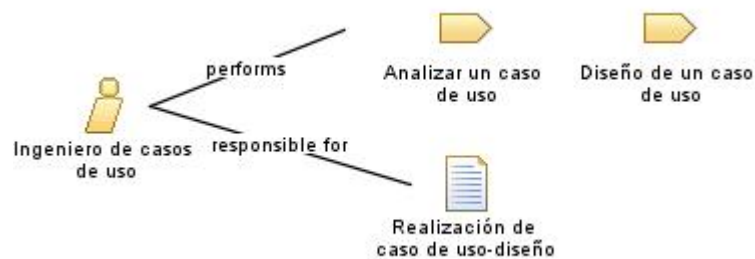 performs
Analizar un caso
de uso
Diseño de un caso
de uso
Ingeniero de casos
de uso
responsible for
Realización de
caso de uso-diseño